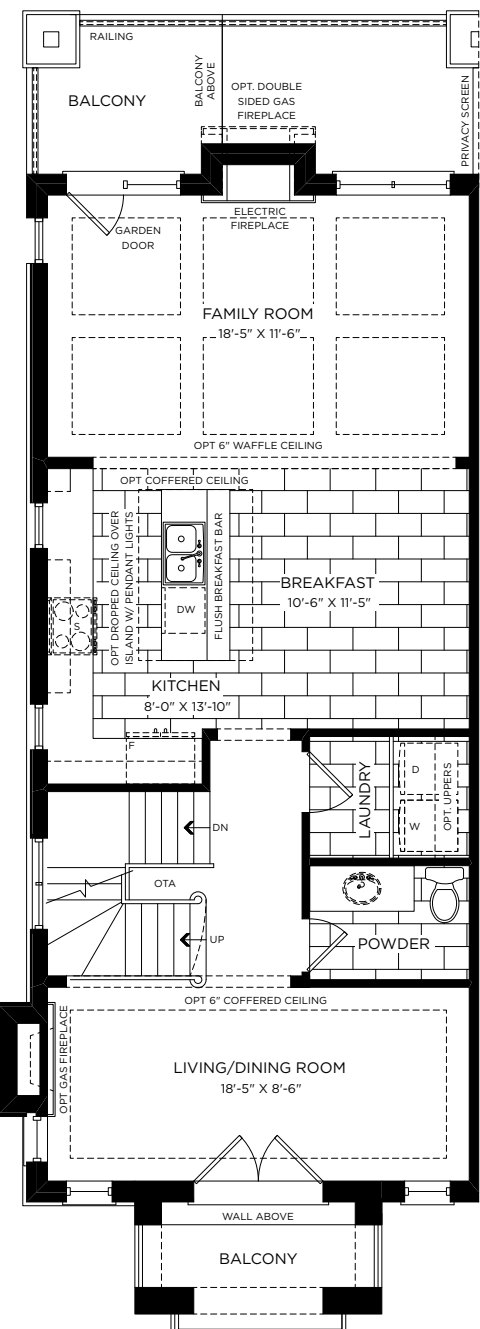 RAILING
BALCONY
BALCONY
ABOVE
OPT. DOUBLE
SIDED GAS
FIREPLACE
PRIVACY SCREEN
ELECTRIC
FIREPLACE
GARDEN
DOOR
FAMILY ROOM
18'-5" X 11'-6"
OPT 6" WAFFLE CEILING
OPT COFFERED CEILING
OPT DROPPED CEILING OVER
ISLAND W/ PENDANT LIGHTS
FLUSH BREAKFAST BAR
DW
S
BREAKFAST
10'-6" X 11'-5"
KITCHEN
8'-0" X 13'-10"
F
LAUNDRY
D
W
OPT. UPPERS
DN
OTA
UP
POWDER
OPT 6" COFFERED CEILING
OPT GAS FIREPLACE
LIVING/DINING ROOM
18'-5" X 8'-6"
WALL ABOVE
BALCONY